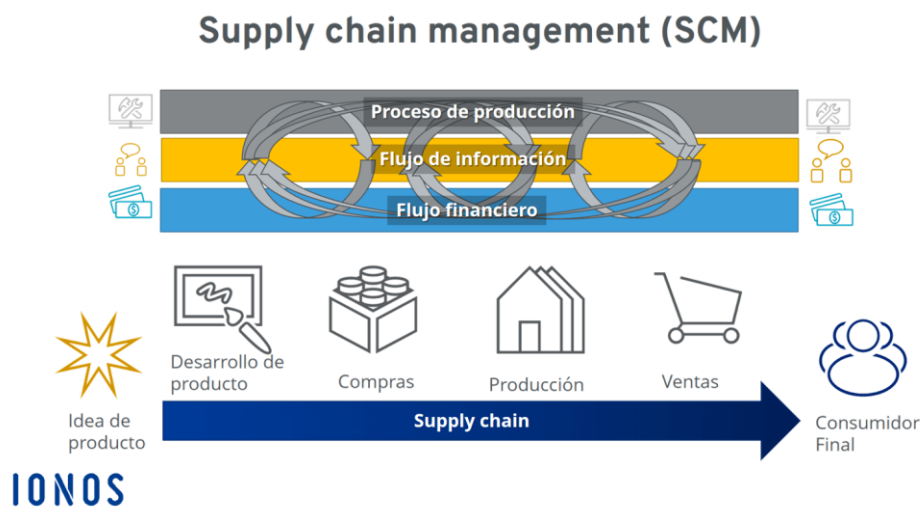 Supply chain management (SCM)
Proceso de producción
Flujo de información
Flujo financiero
Desarrollo de
producto
Compras
Producción
Ventas
Idea de
producto
Supply chain
Consumidor
Final
IONOS